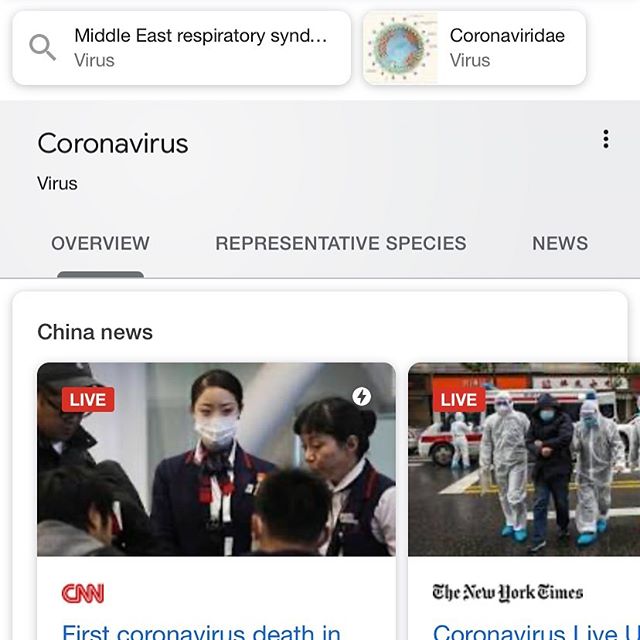 Middle East respiratory synd...
Virus
Coronaviridae
Virus
Coronavirus
Virus
OVERVIEW
REPRESENTATIVE SPECIES
NEWS
China news
LIVE
LIVE
CNN
The New York Times
First coronavirus death in
Coronavirus Live U